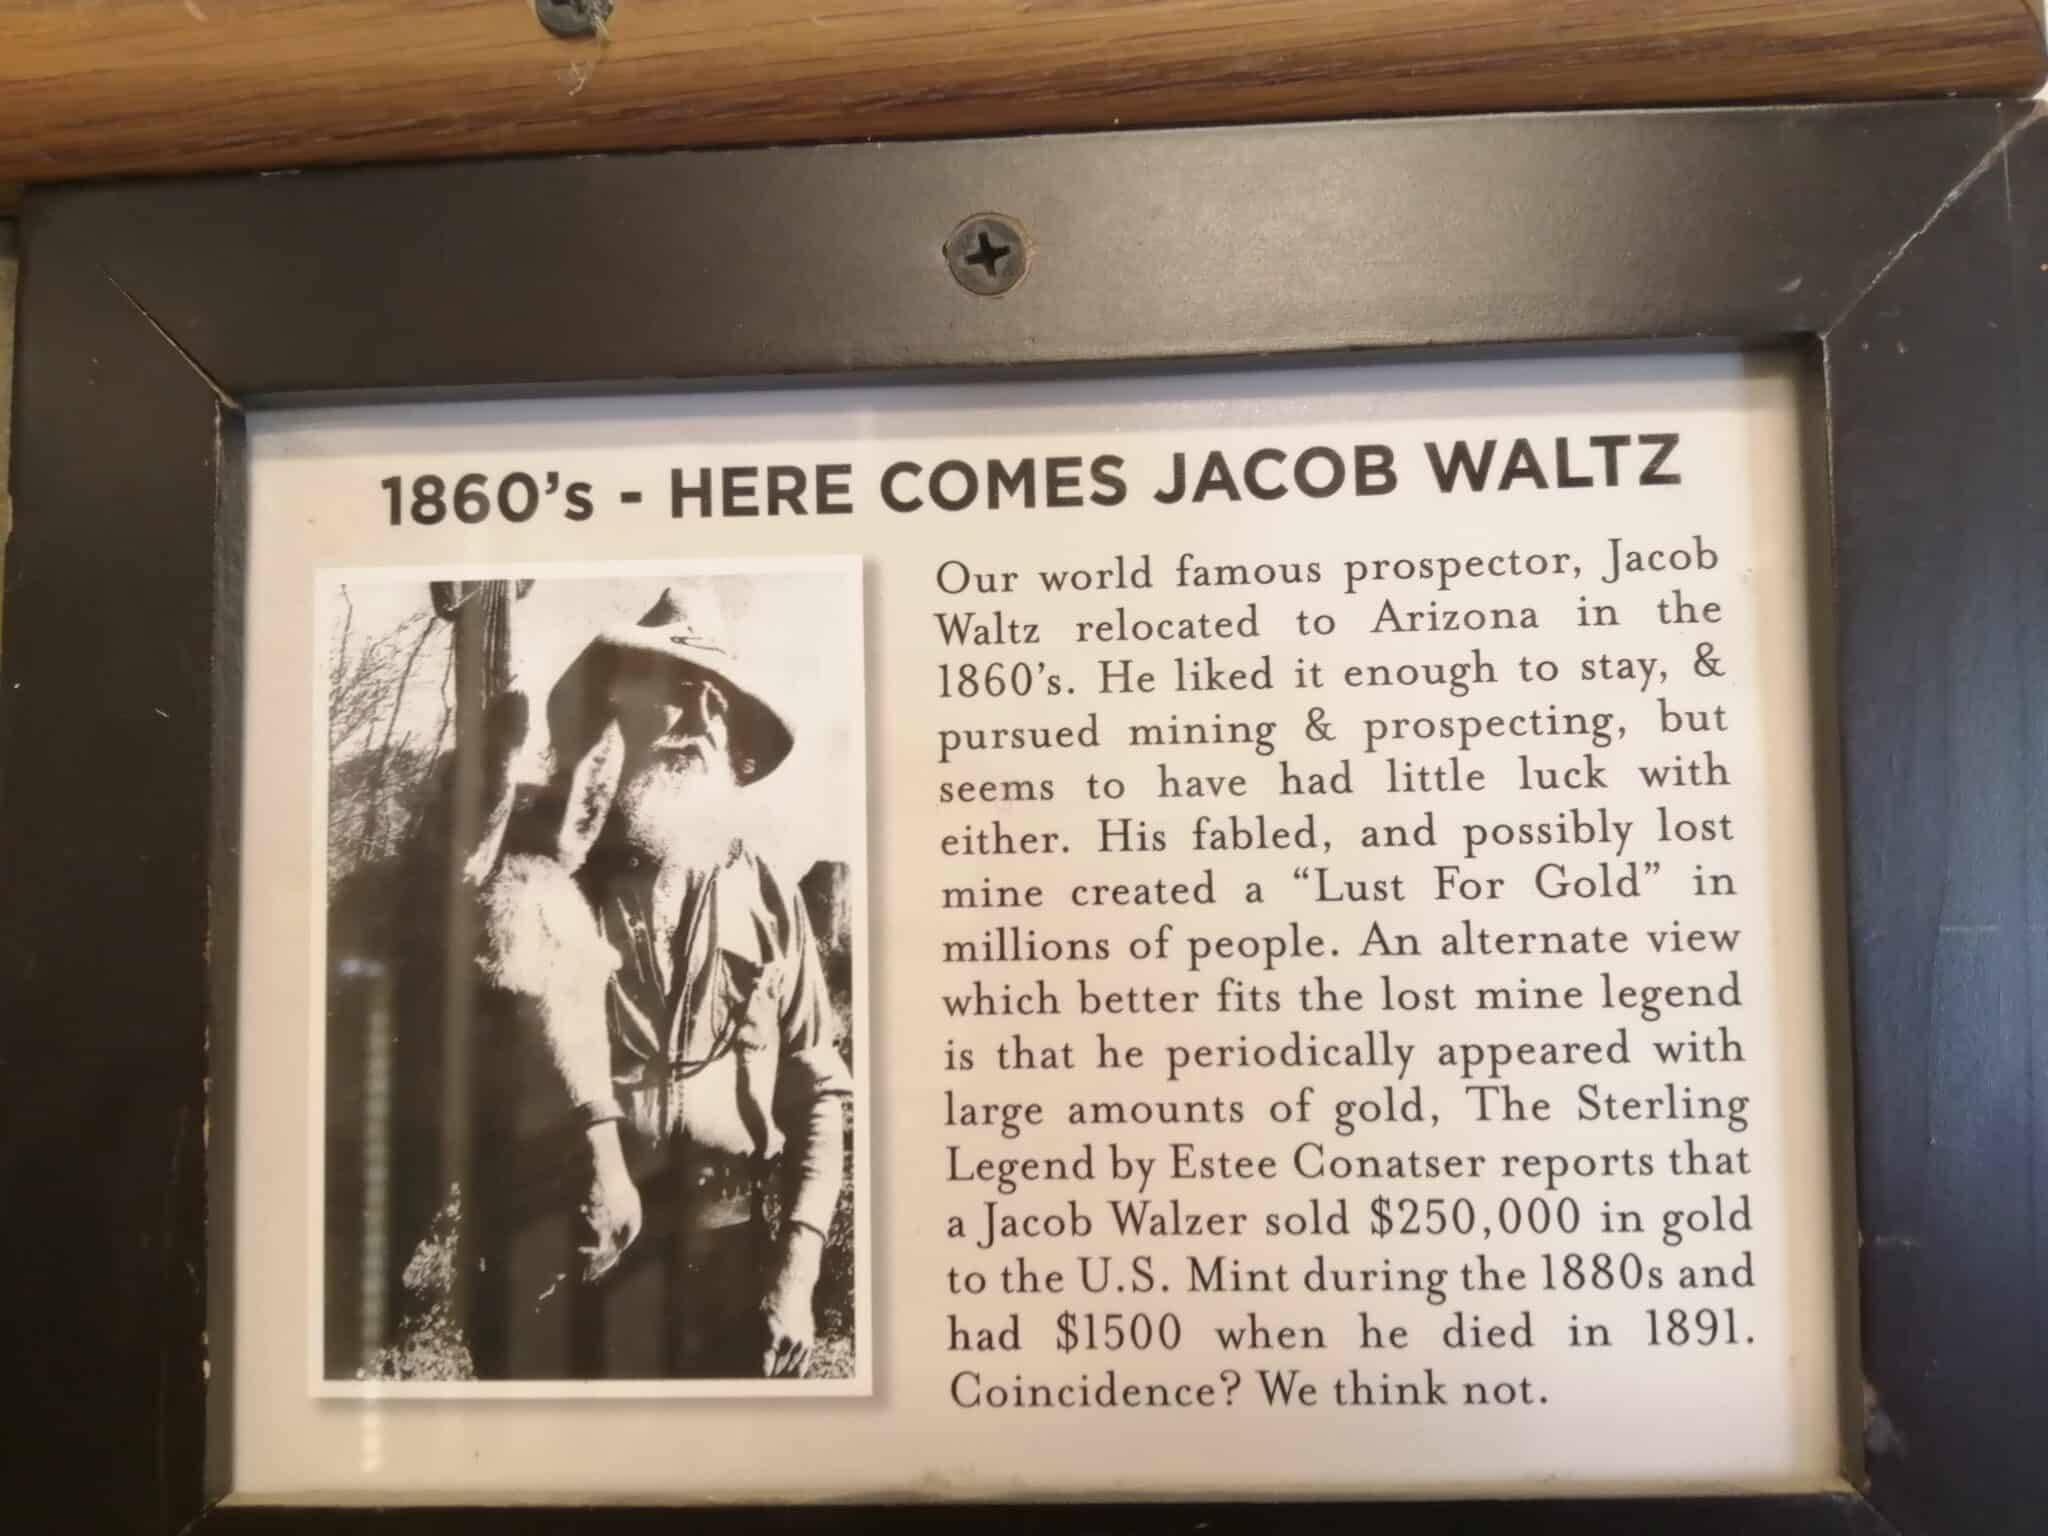 1860's - HERE COMES JACOB WALTZ
Our world famous prospector, Jacob
Waltz relocated to Arizona in the
1860's. He liked it enough to stay, &
pursued mining & prospecting, but
seems to have had little luck with
either. His fabled, and possibly lost
mine created a “Lust For Gold” in
millions of people. An alternate view
which better fits the lost mine legend
is that he periodically appeared with
large amounts of gold, The Sterling
Legend by Estee Conatser reports that
a Jacob Walzer sold $250,000 in gold
to the U.S. Mint during the 1880s and
had $1500 when he died in 1891.
Coincidence? We think not.